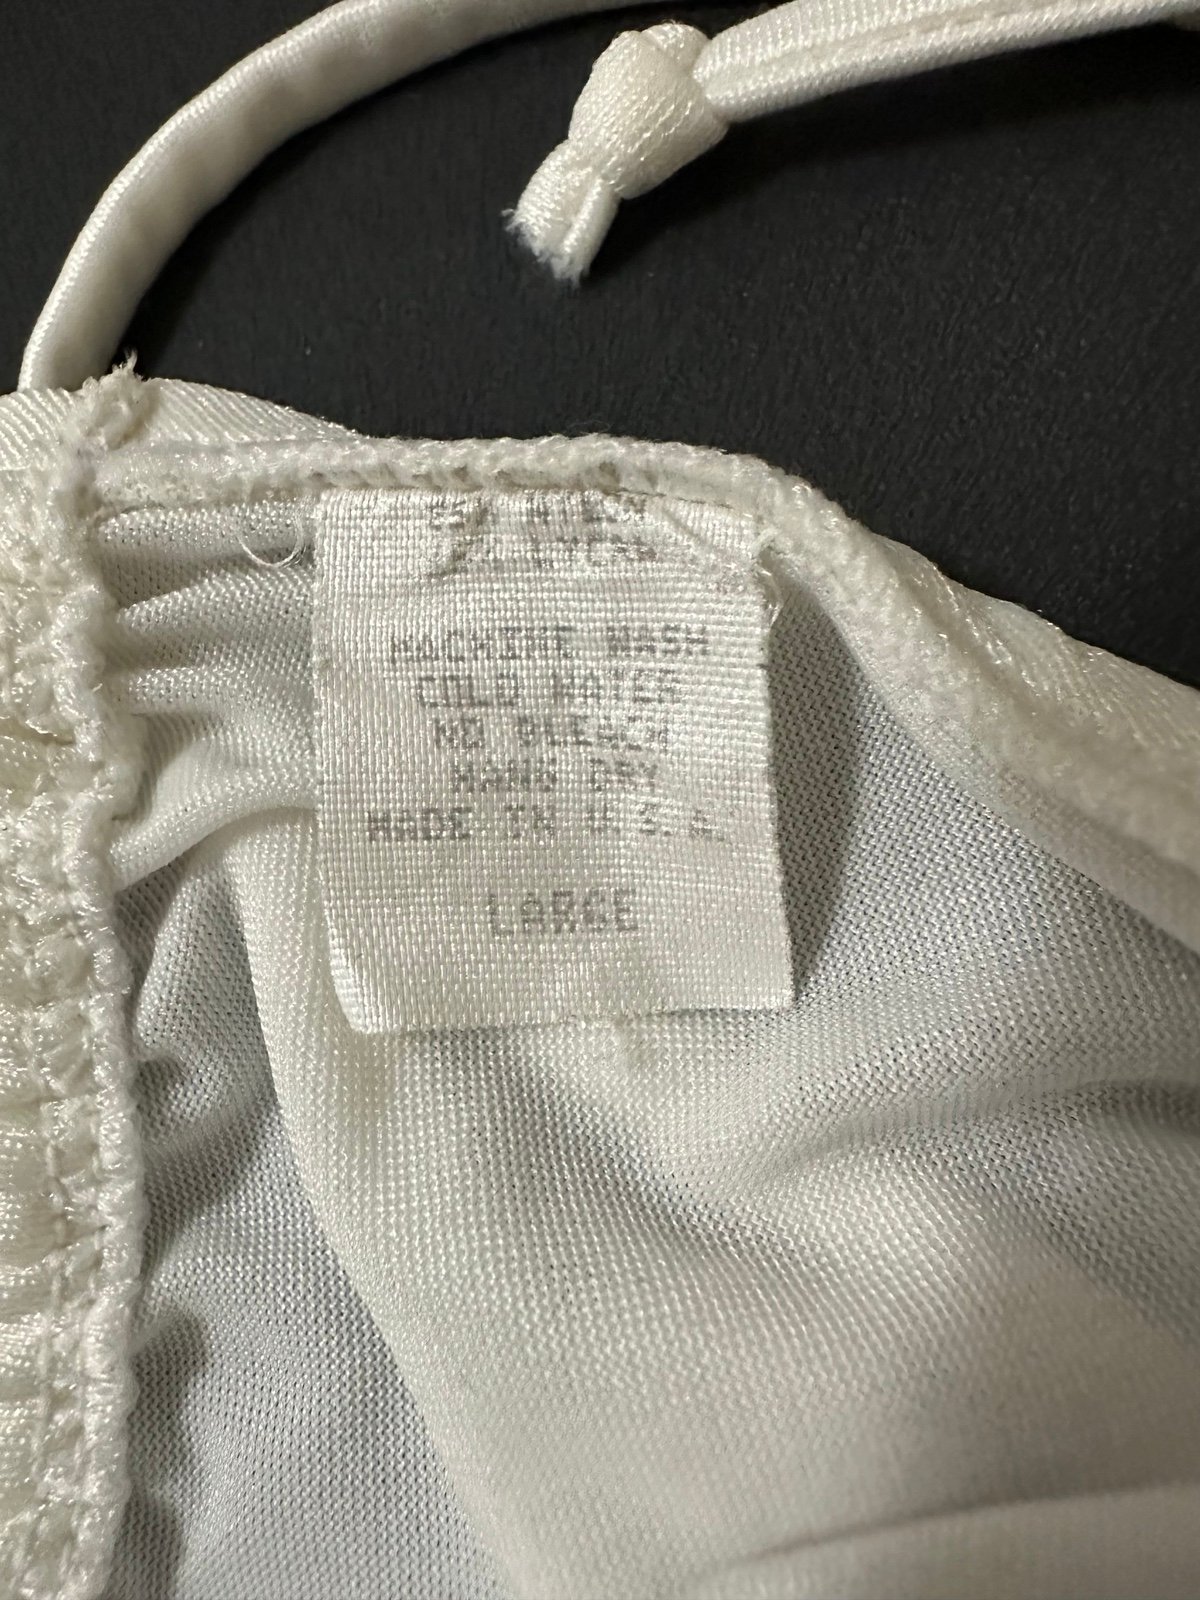 MACHINE WASH
COLD WATER
NO BLEACH
HANG DRY
MADE IN U.S.A.
LARGE